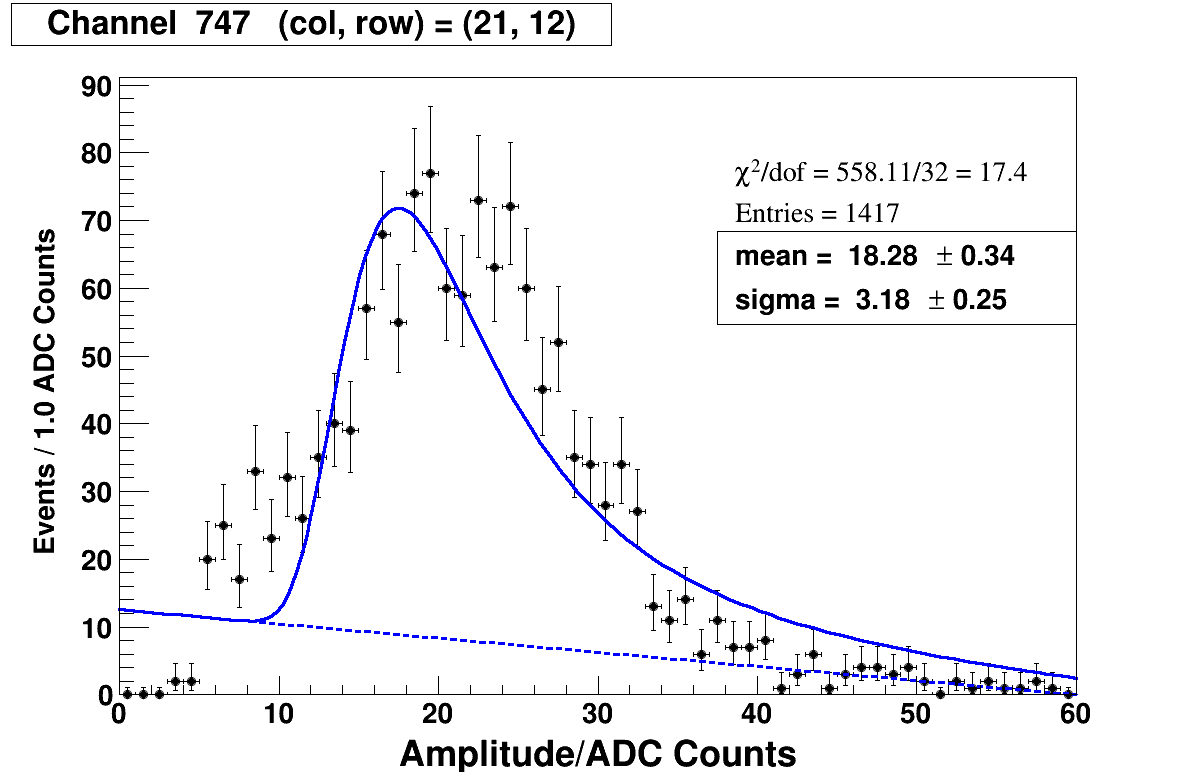 Channel 747 (col, row) = (21, 12)
90
80
70
60
50
40
30
20
10
0
Events / 1.0 ADC Counts
χ²/dof = 558.11/32 = 17.4
Entries = 1417
mean = 18.28 ± 0.34
sigma = 3.18 ± 0.25
0 10 20 30 40 50 60
Amplitude/ADC Counts